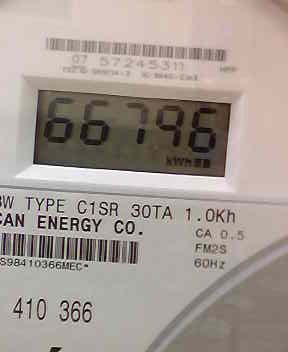 07 57245311
66796
kWh
3W TYPE C1SR 30TA 1.0Kh
CAN ENERGY CO.
CA 0.5
FM2S
60Hz
S98410366MEC*
410 366